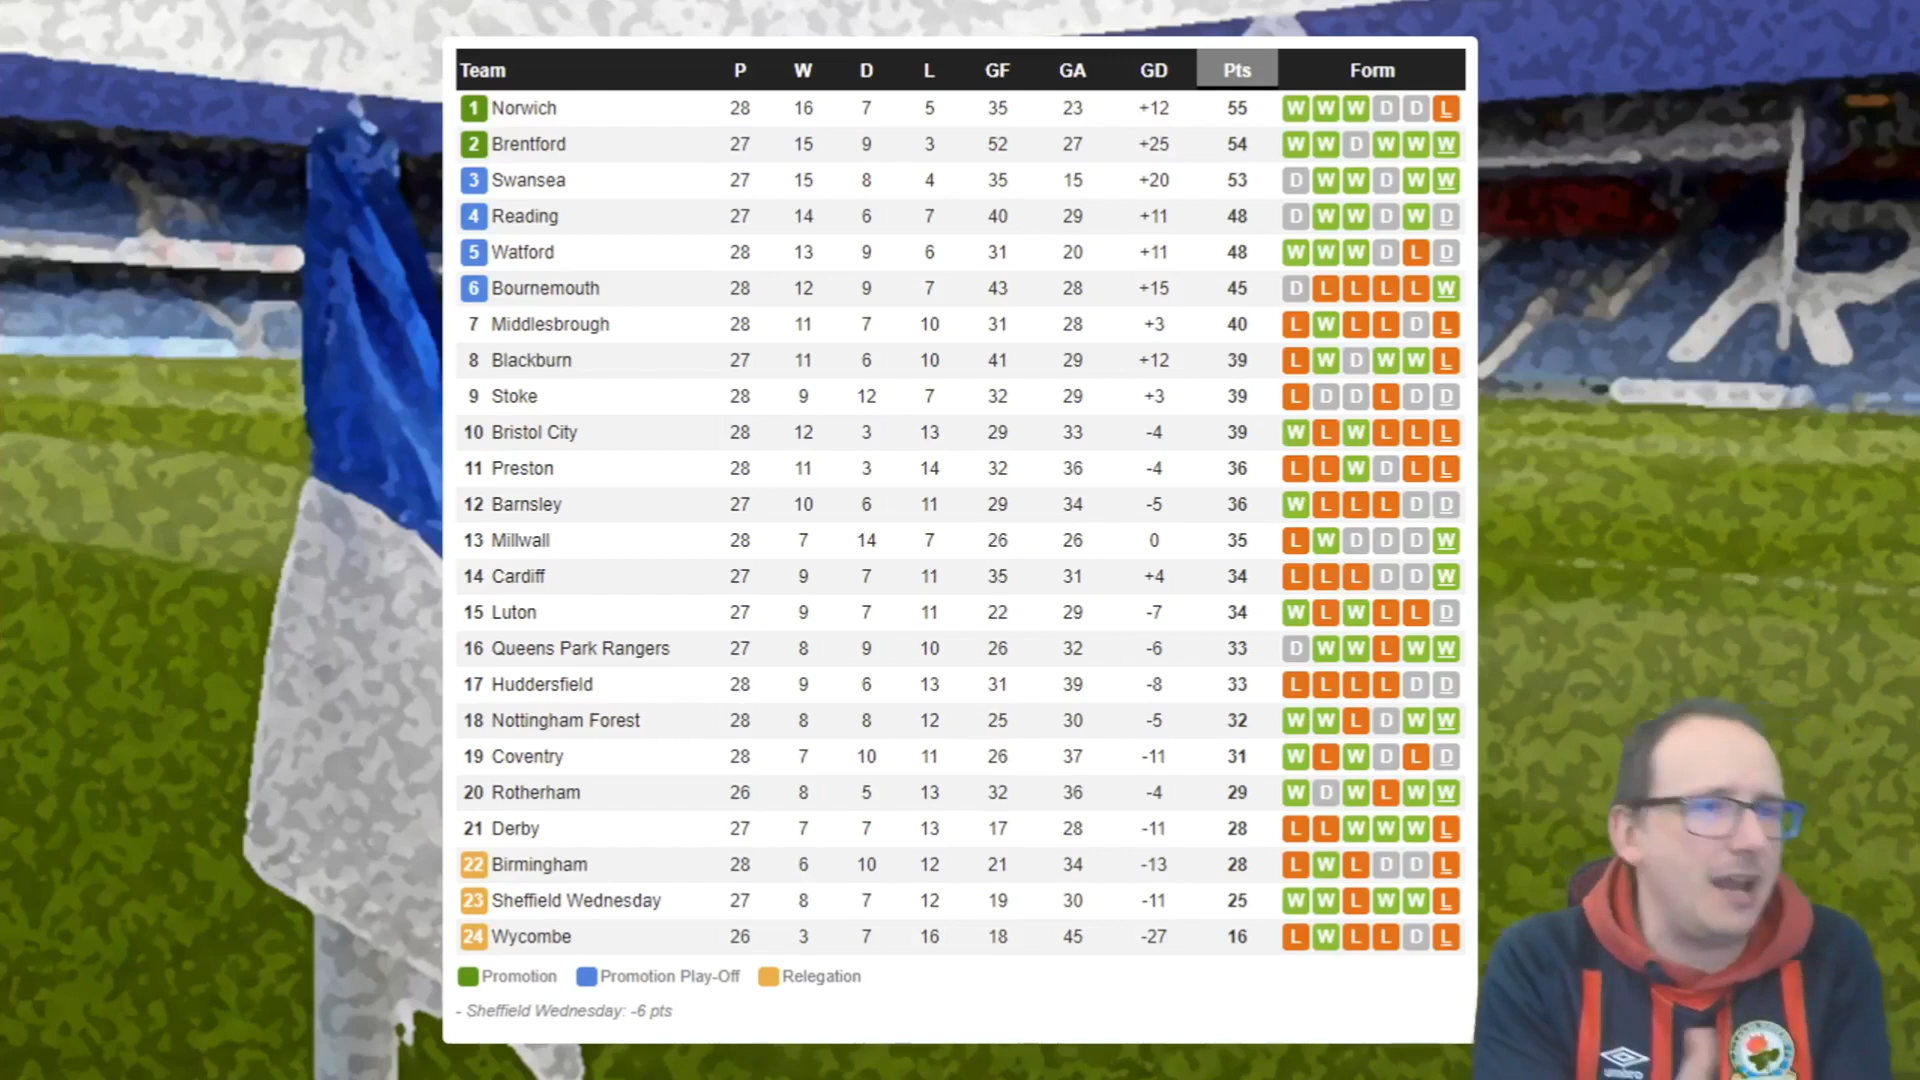 Team P W D L GF GA GD Pts Form
1 Norwich 28 16 7 5 35 23 +12 55 W W W D D L
2 Brentford 27 15 9 3 52 27 +25 54 W W D W W W
3 Swansea 27 15 8 4 35 15 +20 53 D W W D W W
4 Reading 27 14 6 7 40 29 +11 48 D W W D W D
5 Watford 28 13 9 6 31 20 +11 48 W W W D L D
6 Bournemouth 28 12 9 7 43 28 +15 45 D L L L L W
7 Middlesbrough 28 11 7 10 31 28 +3 40 L W L L D L
8 Blackburn 27 11 6 10 41 29 +12 39 L W D W W L
9 Stoke 28 9 12 7 32 29 +3 39 L D D L D D
10 Bristol City 28 12 3 13 29 33 -4 39 W L W L L L
11 Preston 28 11 3 14 32 36 -4 36 L L W D L L
12 Barnsley 27 10 6 11 29 34 -5 36 W L L L D D
13 Millwall 28 7 14 7 26 26 0 35 L W D D D W
14 Cardiff 27 9 7 11 35 31 +4 34 L L L D D W
15 Luton 27 9 7 11 22 29 -7 34 W L W L L D
16 Queens Park Rangers 27 8 9 10 26 32 -6 33 D W W L W W
17 Huddersfield 28 9 6 13 31 39 -8 33 L L L L D D
18 Nottingham Forest 28 8 8 12 25 30 -5 32 W W L D W W
19 Coventry 28 7 10 11 26 37 -11 31 W L W D L D
20 Rotherham 26 8 5 13 32 36 -4 29 W D W L W W
21 Derby 27 7 7 13 17 28 -11 28 L L W W W L
22 Birmingham 28 6 10 12 21 34 -13 28 L W L D D L
23 Sheffield Wednesday 27 8 7 12 19 30 -11 25 W W L W W L
24 Wycombe 26 3 7 16 18 45 -27 16 L W L L D L
Promotion Promotion Play-Off Relegation
- Sheffield Wednesday: -6 pts
umbro